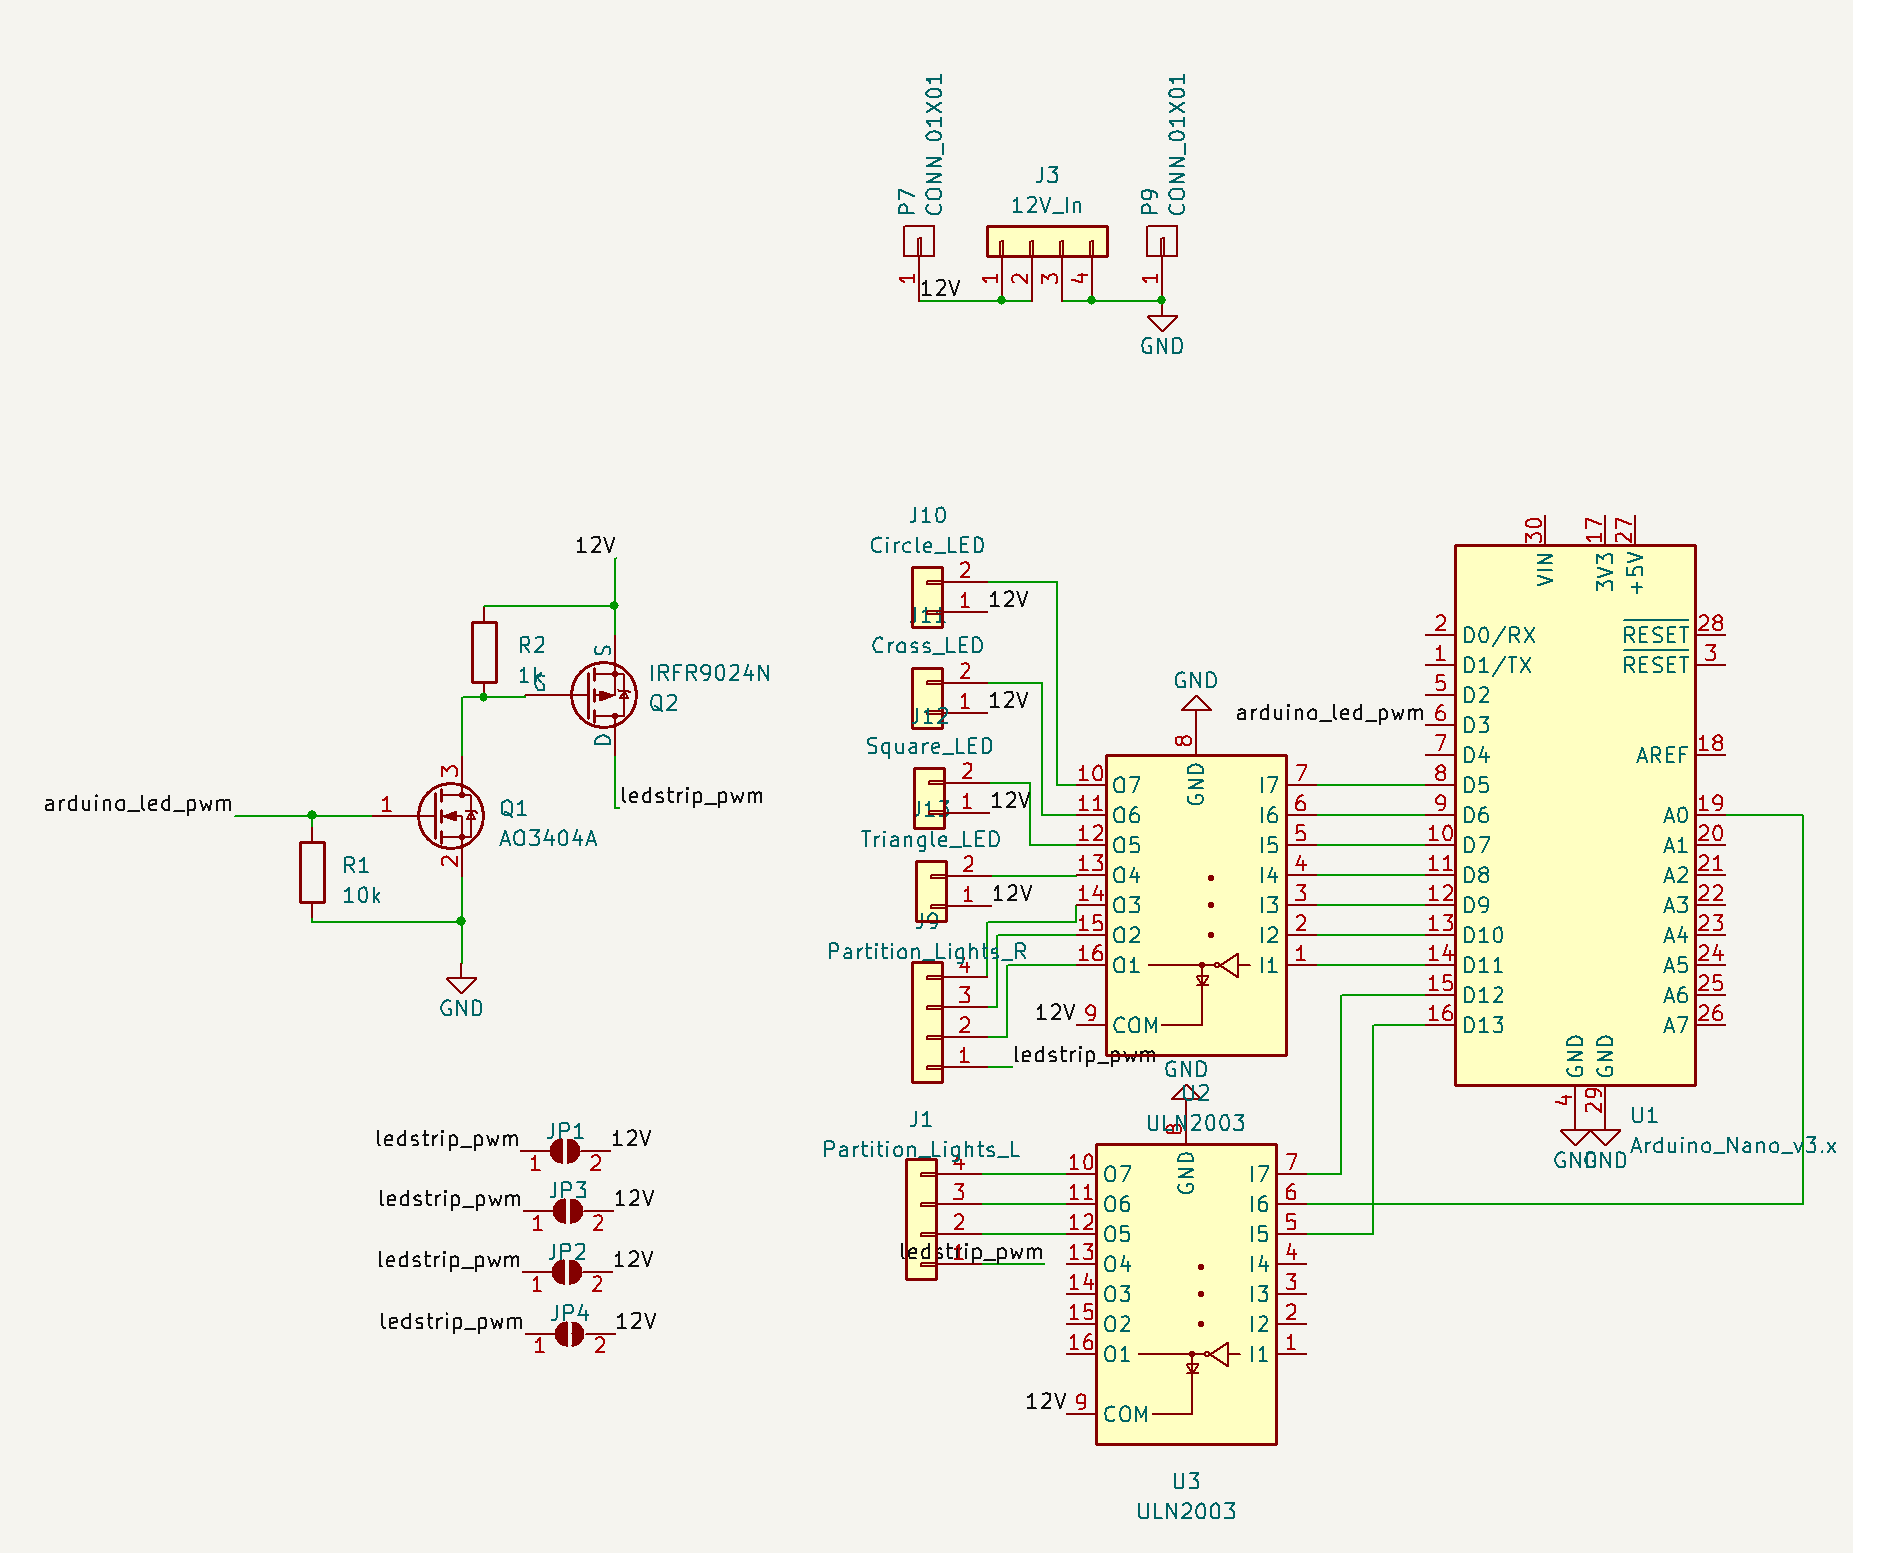 P7
CONN_01X01
J3
12V_In
P9
CONN_01X01
1
1
2
3
4
1
12V
GND
12V
R2
1k
G
S
D
IRFR9024N
Q2
ledstrip_pwm
arduino_led_pwm
1
3
2
Q1
AO3404A
R1
10k
GND
J10
Circle_LED
2
1
12V
J11
Cross_LED
2
1
12V
J12
Square_LED
2
1
12V
J13
Triangle_LED
2
1
12V
J9
Partition_Lights_R
4
3
2
1
ledstrip_pwm
GND
8
GND
10 O7 I7 7
11 O6 I6 6
12 O5 I5 5
13 O4 I4 4
14 O3 I3 3
15 O2 I2 2
16 O1 I1 1
12V 9 COM
U2
ULN2003
arduino_led_pwm
30
17
27
VIN
3V3
+5V
2 D0/RX RESET 28
1 D1/TX RESET 3
5 D2
6 D3
7 D4 AREF 18
8 D5
9 D6 A0 19
10 D7 A1 20
11 D8 A2 21
12 D9 A3 22
13 D10 A4 23
14 D11 A5 24
15 D12 A6 25
16 D13 A7 26
GND
GND
4
29
GND
GND
U1
Arduino_Nano_v3.x
ledstrip_pwm JP1 12V
1 2
ledstrip_pwm JP3 12V
1 2
ledstrip_pwm JP2 12V
1 2
ledstrip_pwm JP4 12V
1 2
J1
Partition_Lights_L
4
3
2
1
ledstrip_pwm
GND
8
GND
10 O7 I7 7
11 O6 I6 6
12 O5 I5 5
13 O4 I4 4
14 O3 I3 3
15 O2 I2 2
16 O1 I1 1
12V 9 COM
U3
ULN2003